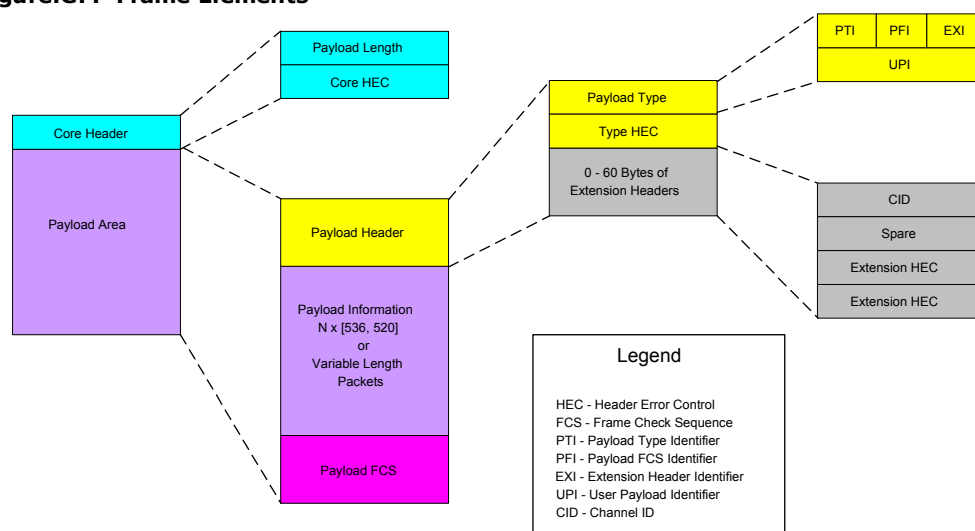 Frame Elements
Payload Length
Core HEC
Core Header
Payload Area
Payload Header
Payload Information
N x [536, 520]
or
Variable Length
Packets
Payload FCS
Payload Type
Type HEC
0 - 60 Bytes of
Extension Headers
PTI PFI EXI
UPI
CID
Spare
Extension HEC
Extension HEC
Legend
HEC - Header Error Control
FCS - Frame Check Sequence
PTI - Payload Type Identifier
PFI - Payload FCS Identifier
EXI - Extension Header Identifier
UPI - User Payload Identifier
CID - Channel ID